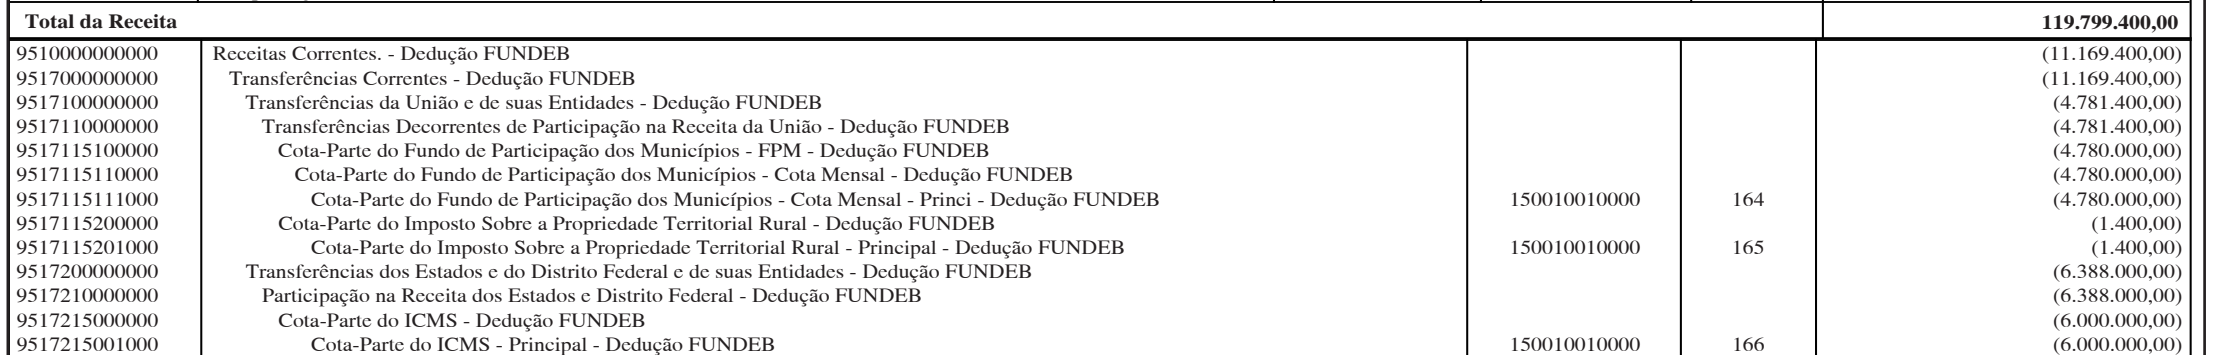 Total da Receita 119.799.400,00
9510000000000 Receitas Correntes. - Dedução FUNDEB (11.169.400,00)
9517000000000 Transferências Correntes - Dedução FUNDEB (11.169.400,00)
9517100000000 Transferências da União e de suas Entidades - Dedução FUNDEB (4.781.400,00)
9517110000000 Transferências Decorrentes de Participação na Receita da União - Dedução FUNDEB (4.781.400,00)
9517115100000 Cota-Parte do Fundo de Participação dos Municípios - FPM - Dedução FUNDEB (4.780.000,00)
9517115110000 Cota-Parte do Fundo de Participação dos Municípios - Cota Mensal - Dedução FUNDEB (4.780.000,00)
9517115111000 Cota-Parte do Fundo de Participação dos Municípios - Cota Mensal - Princi - Dedução FUNDEB 150010010000 164 (4.780.000,00)
9517115200000 Cota-Parte do Imposto Sobre a Propriedade Territorial Rural - Dedução FUNDEB (1.400,00)
9517115201000 Cota-Parte do Imposto Sobre a Propriedade Territorial Rural - Principal - Dedução FUNDEB 150010010000 165 (1.400,00)
9517200000000 Transferências dos Estados e do Distrito Federal e de suas Entidades - Dedução FUNDEB (6.388.000,00)
9517210000000 Participação na Receita dos Estados e Distrito Federal - Dedução FUNDEB (6.388.000,00)
9517215000000 Cota-Parte do ICMS - Dedução FUNDEB (6.000.000,00)
9517215001000 Cota-Parte do ICMS - Principal - Dedução FUNDEB 150010010000 166 (6.000.000,00)